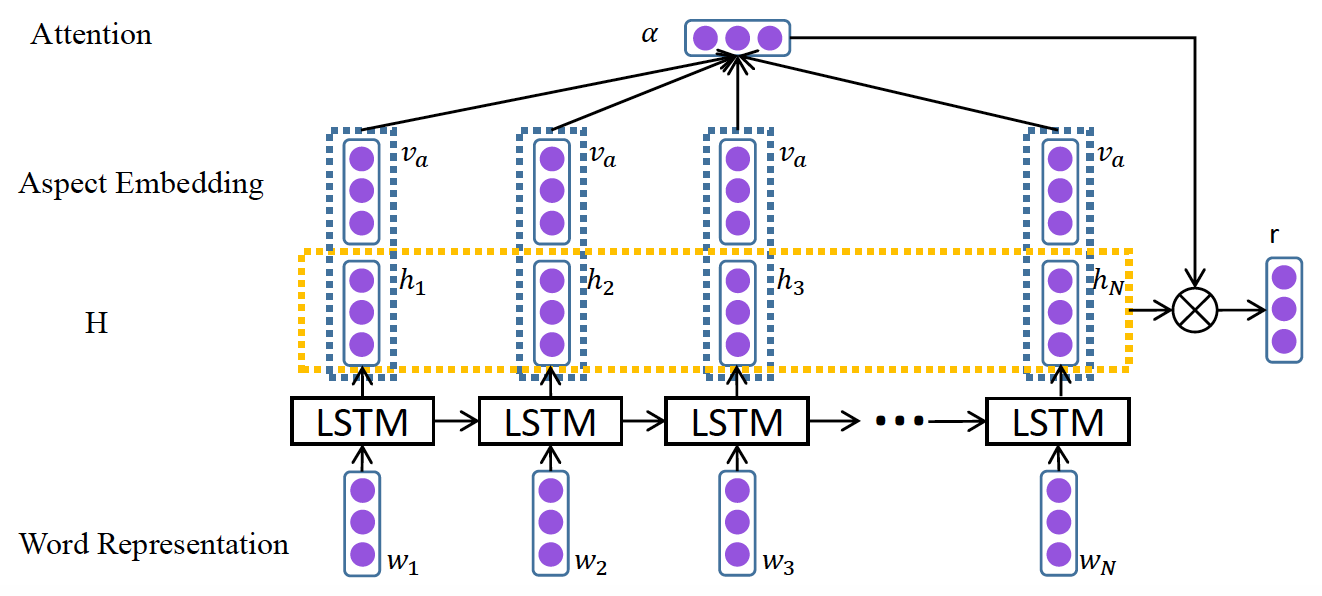 Attention
α
Aspect Embedding
v_a v_a v_a v_a
r
H
h_1 h_2 h_3 h_N
LSTM LSTM LSTM ••• LSTM
Word Representation
w_1 w_2 w_3 w_N